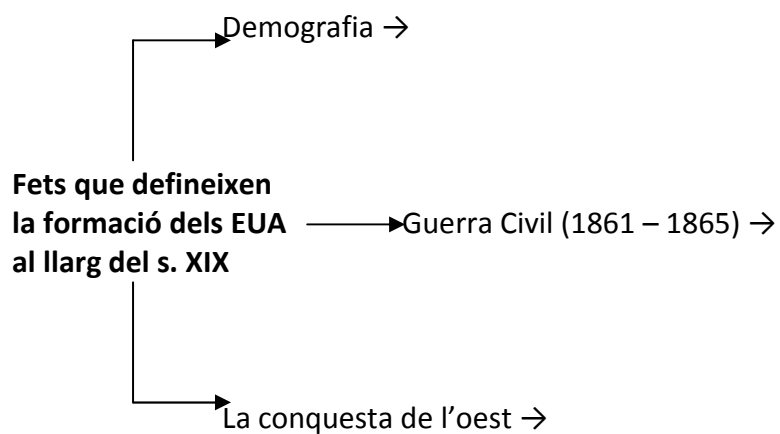 Demografia →
Fets que defineixen
la formació dels EUA
al llarg del s. XIX
Guerra Civil (1861 – 1865) →
La conquesta de l’oest →